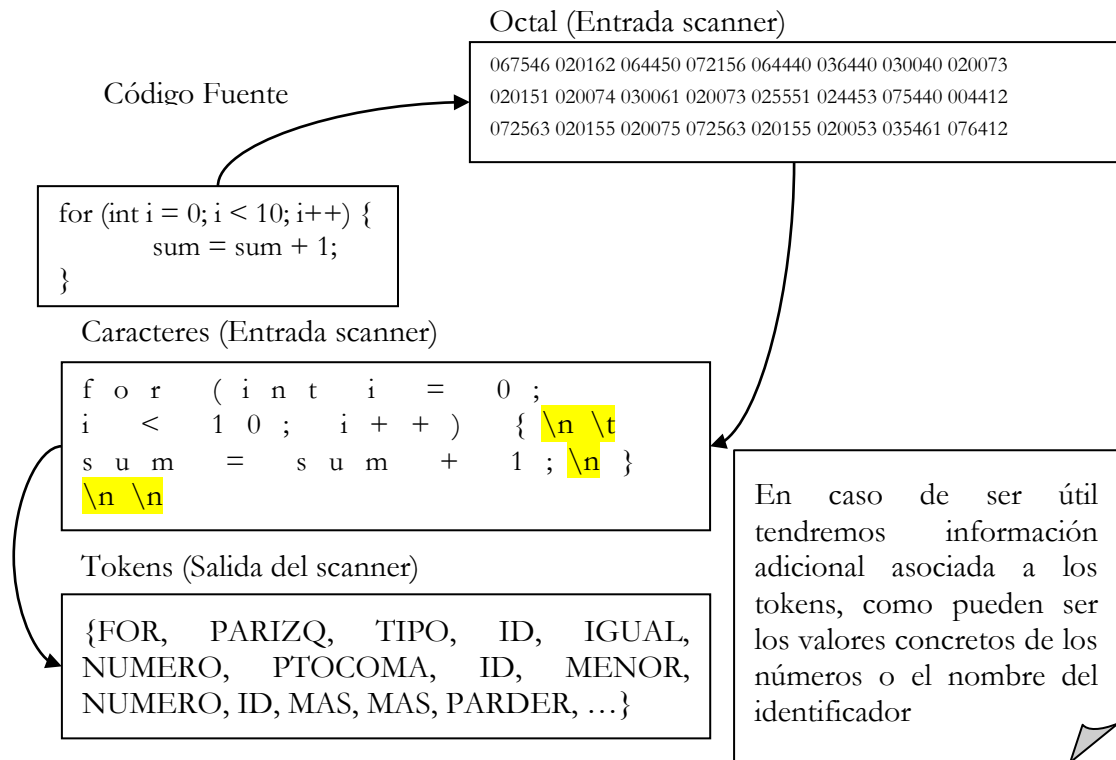 Octal (Entrada scanner)
067546 020162 064450 072156 064440 036440 030040 020073
020151 020074 030061 020073 025551 024453 075440 004412
072563 020155 020075 072563 020155 020053 035461 076412
Código Fuente
for (int i = 0; i < 10; i++) {
sum = sum + 1;
}
Caracteres (Entrada scanner)
f o r ( i n t i = 0 ;
i < 1 0 ; i + + ) { \n \t
s u m = s u m + 1 ; \n }
\n \n
Tokens (Salida del scanner)
{FOR, PARIZQ, TIPO, ID, IGUAL,
NUMERO, PTOCOMA, ID, MENOR,
NUMERO, ID, MAS, MAS, PARDER, …}
En caso de ser útil
tendremos información
adicional asociada a los
tokens, como pueden ser
los valores concretos de los
números o el nombre del
identificador